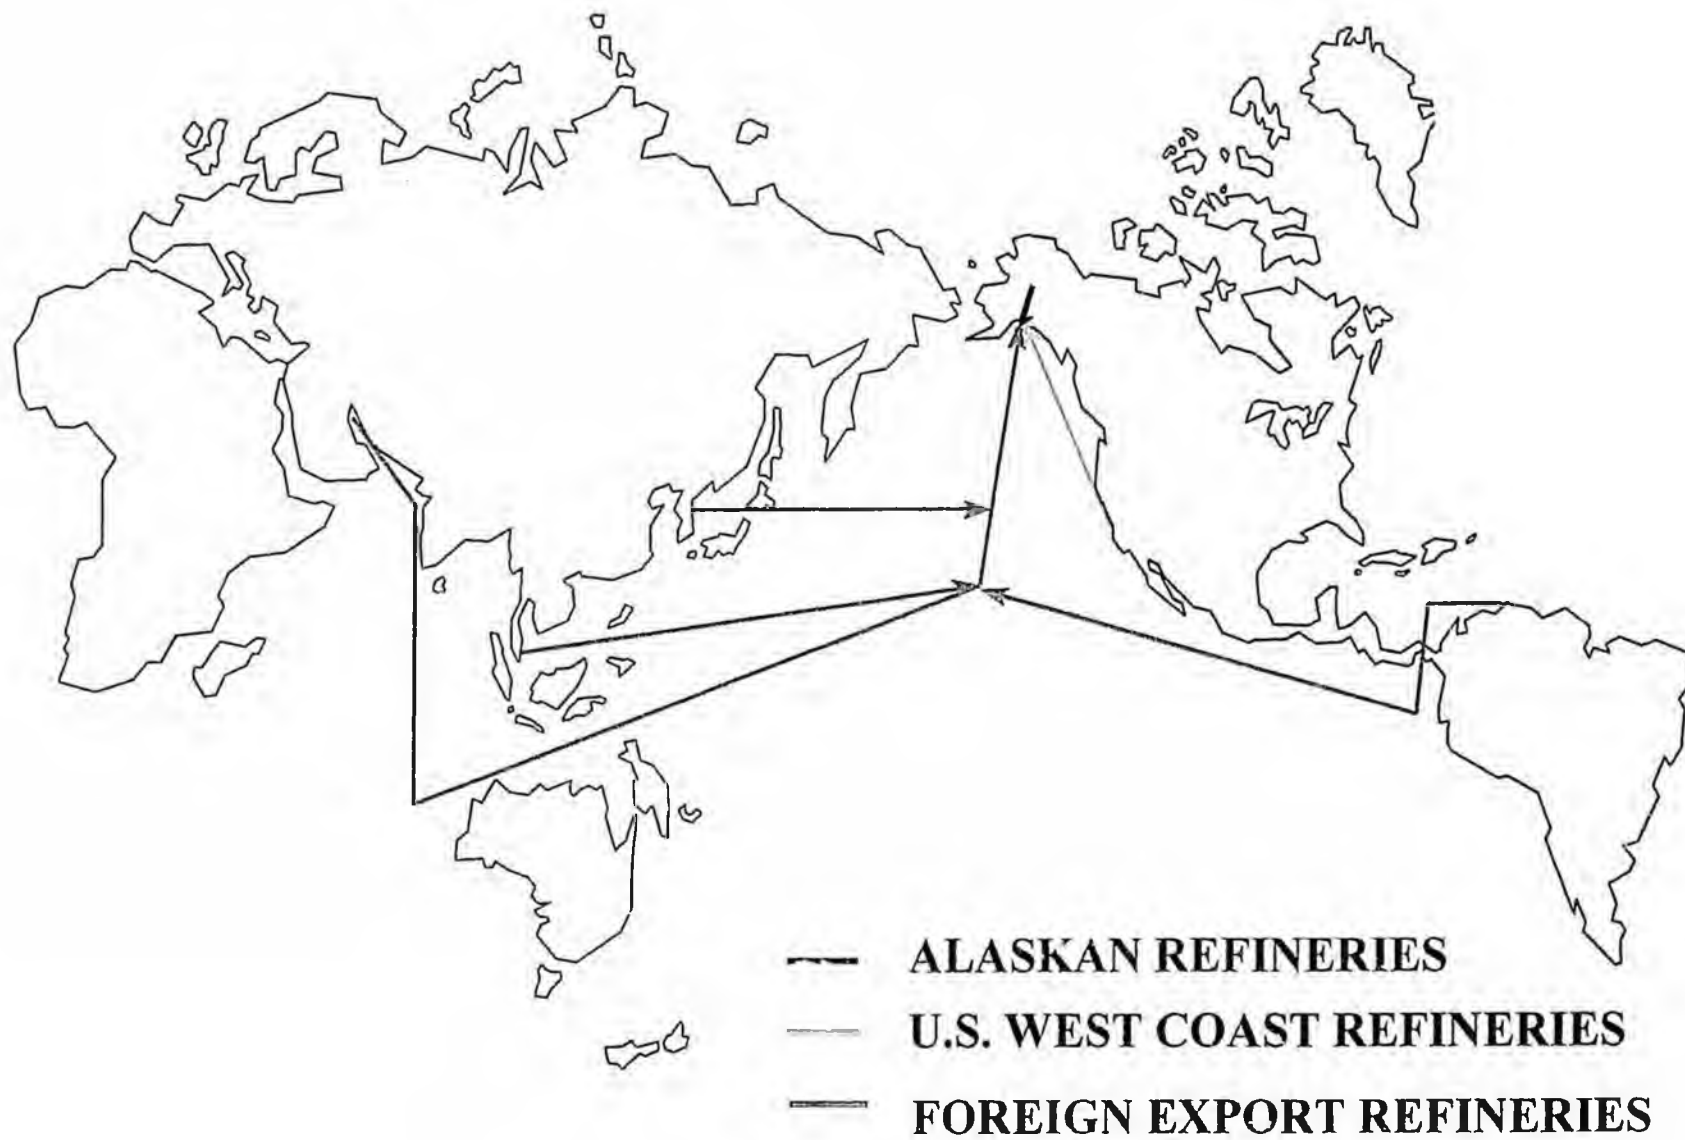 ALASKAN REFINERIES
U.S. WEST COAST REFINERIES
FOREIGN EXPORT REFINERIES